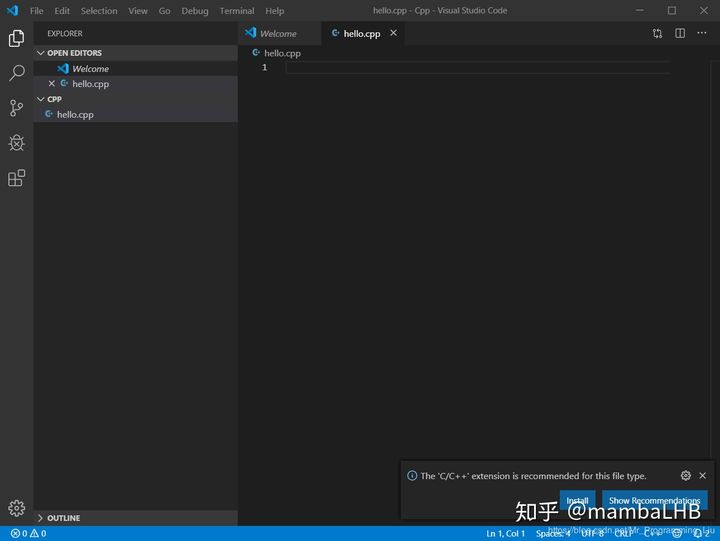 File Edit Selection View Go Debug Terminal Help hello.cpp - Cpp - Visual Studio Code
EXPLORER
Welcome hello.cpp
OPEN EDITORS
Welcome
hello.cpp
CPP
hello.cpp
hello.cpp
1
The 'C/C++' extension is recommended for this file type.
Install Show Recommendations
知乎 @mambaLHB
OUTLINE
https://blog.csdn.net/Mr_Programming_Liu
0 0 Ln 1, Col 1 Spaces: 4 UTF-8 CRLF C++ 2